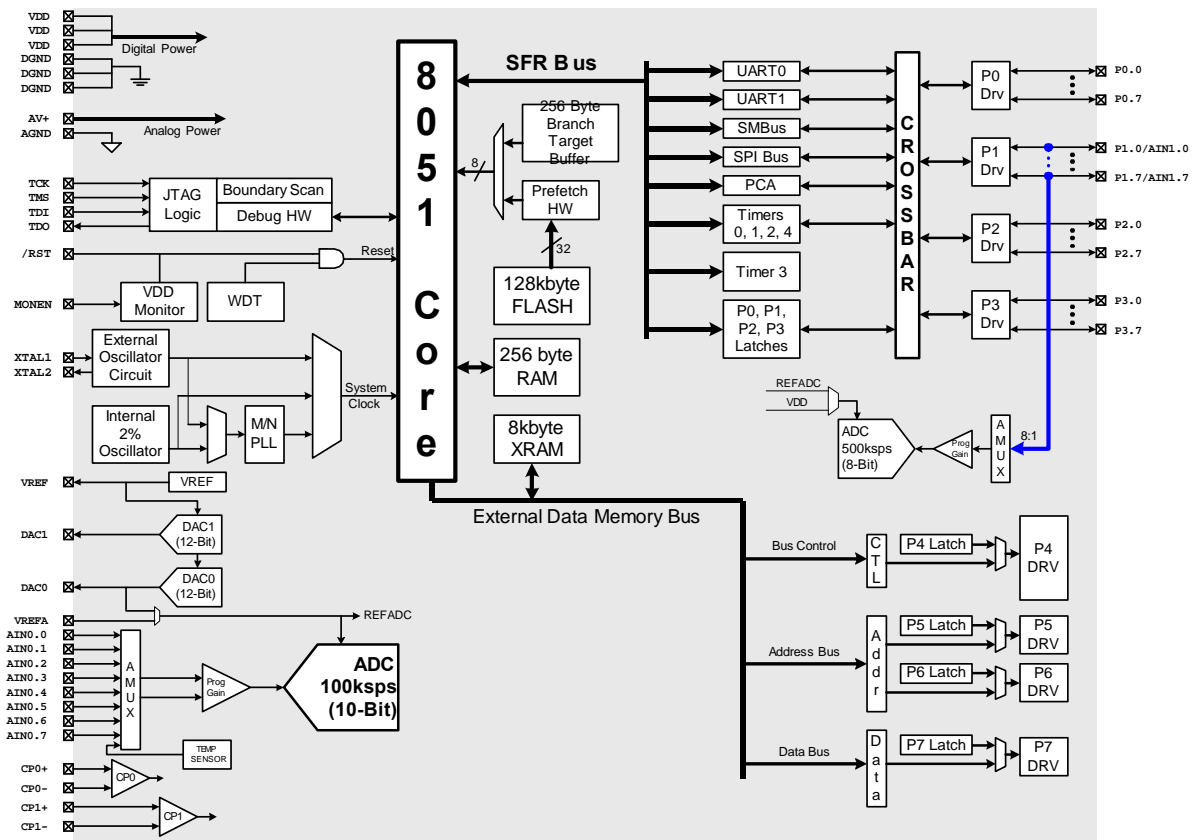 VDD
VDD
VDD
Digital Power
DGND
DGND
DGND
AV+
Analog Power
AGND
TCK
TMS
TDI
TDO
JTAG
Logic
Boundary Scan
Debug HW
/RST
Reset
MONEN
VDD
Monitor
WDT
XTAL1
XTAL2
External
Oscillator
Circuit
Internal
2%
Oscillator
M/N
PLL
System
Clock
VREF
VREF
DAC1
DAC1
(12-Bit)
DAC0
DAC0
(12-Bit)
VREFA
REFADC
AIN0.0
AIN0.1
AIN0.2
AIN0.3
AIN0.4
AIN0.5
AIN0.6
AIN0.7
A
M
U
X
Prog
Gain
ADC
100ksps
(10-Bit)
TEMP
SENSOR
CP0+
CP0-
CP0
CP1+
CP1-
CP1
8
0
5
1
C
o
r
e
SFR Bus
256 Byte
Branch
Target
Buffer
8
Prefetch
HW
32
128kbyte
FLASH
256 byte
RAM
8kbyte
XRAM
External Data Memory Bus
UART0
UART1
SMBus
SPI Bus
PCA
Timers
0, 1, 2, 4
Timer 3
P0, P1,
P2, P3
Latches
C
R
O
S
S
B
A
R
P0
Drv
P1
Drv
P2
Drv
P3
Drv
P0.0
P0.7
P1.0/AIN1.0
P1.7/AIN1.7
P2.0
P2.7
P3.0
P3.7
REFADC
VDD
ADC
500ksps
(8-Bit)
Prog
Gain
A
M
U
X
8:1
Bus Control
C
T
L
P4 Latch
P4
DRV
Address Bus
A
d
d
r
P5 Latch
P5
DRV
P6 Latch
P6
DRV
Data Bus
D
a
t
a
P7 Latch
P7
DRV